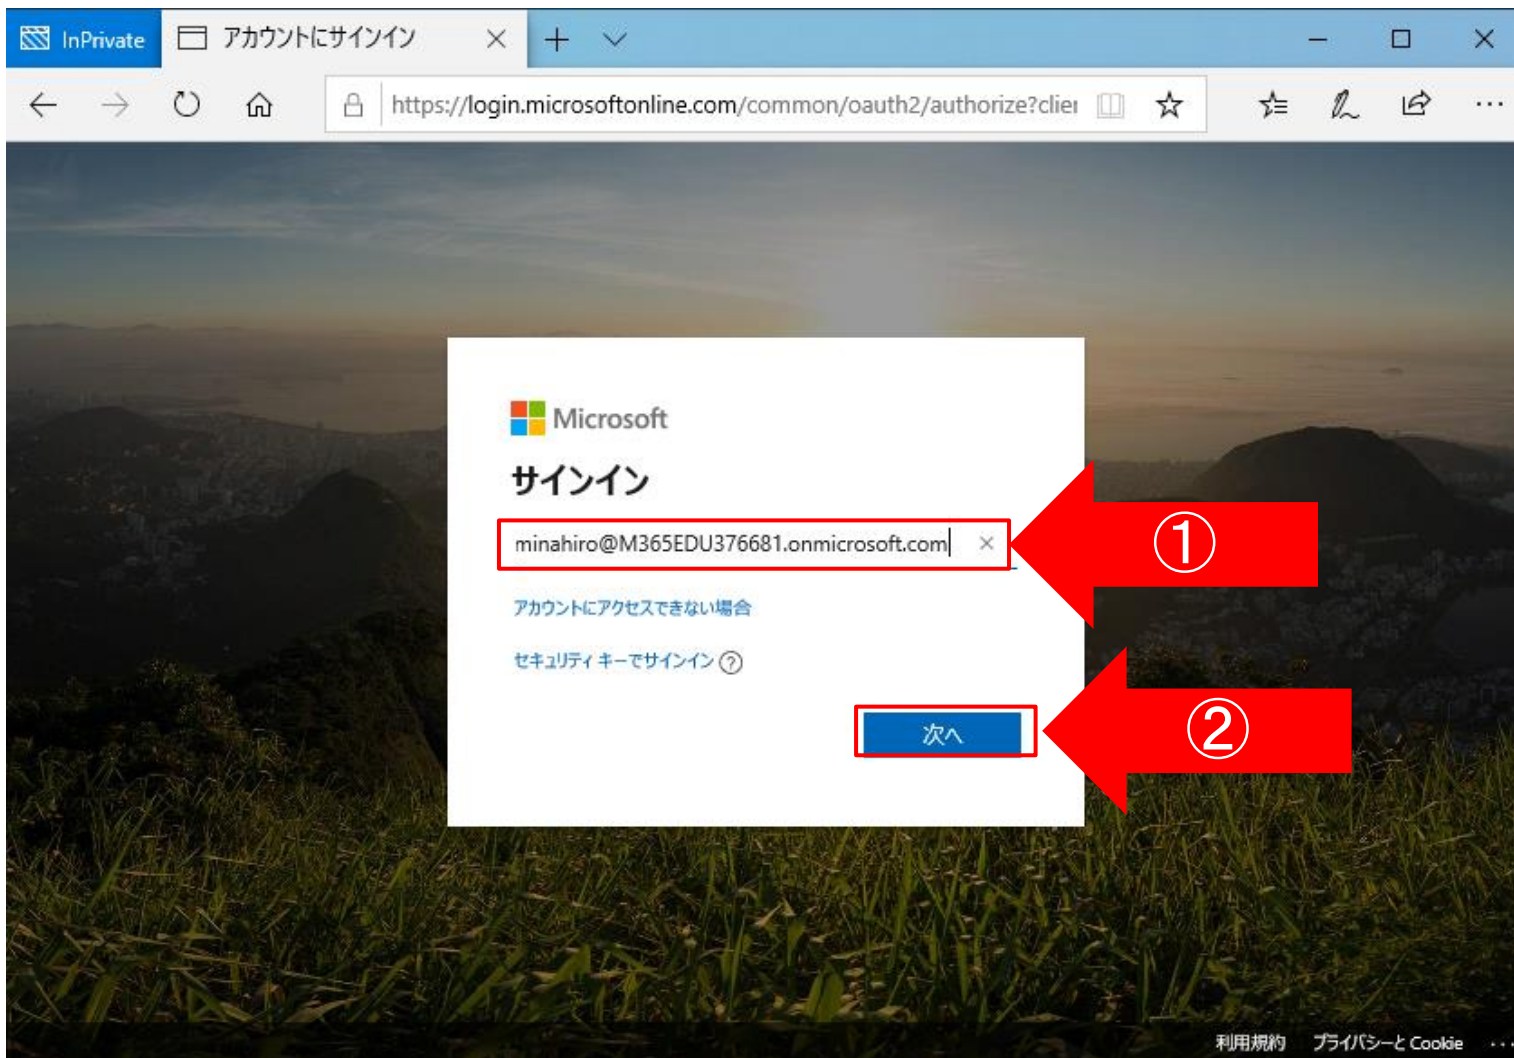 InPrivate
アカウントにサインイン
https://login.microsoftonline.com/common/oauth2/authorize?clier
Microsoft
サインイン
minahiro@M365EDU376681.onmicrosoft.com
①
アカウントにアクセスできない場合
セキュリティ キーでサインイン
次へ
②
利用規約 プライバシーと Cookie ...